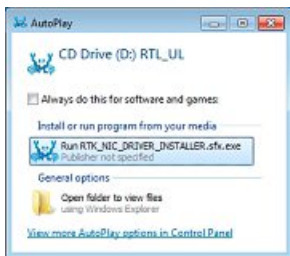 AutoPlay
CD Drive (D:) RTL_UL
Always do this for software and games:
Install or run program from your media
Run RTK_NIC_DRIVER_INSTALLER.sfx.exe
Publisher not specified
General options
Open folder to view files
using Windows Explorer
View more AutoPlay options in Control Panel